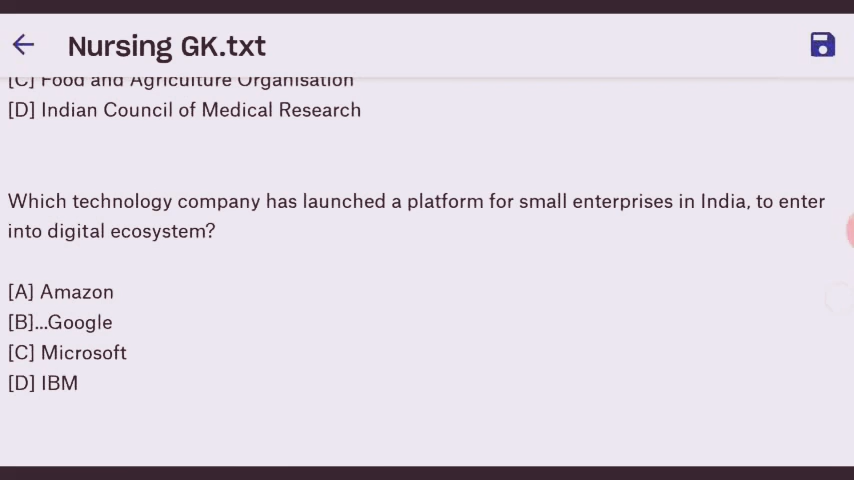 Nursing GK.txt
[C] Food and Agriculture Organisation
[D] Indian Council of Medical Research
Which technology company has launched a platform for small enterprises in India, to enter
into digital ecosystem?
[A] Amazon
[B]...Google
[C] Microsoft
[D] IBM